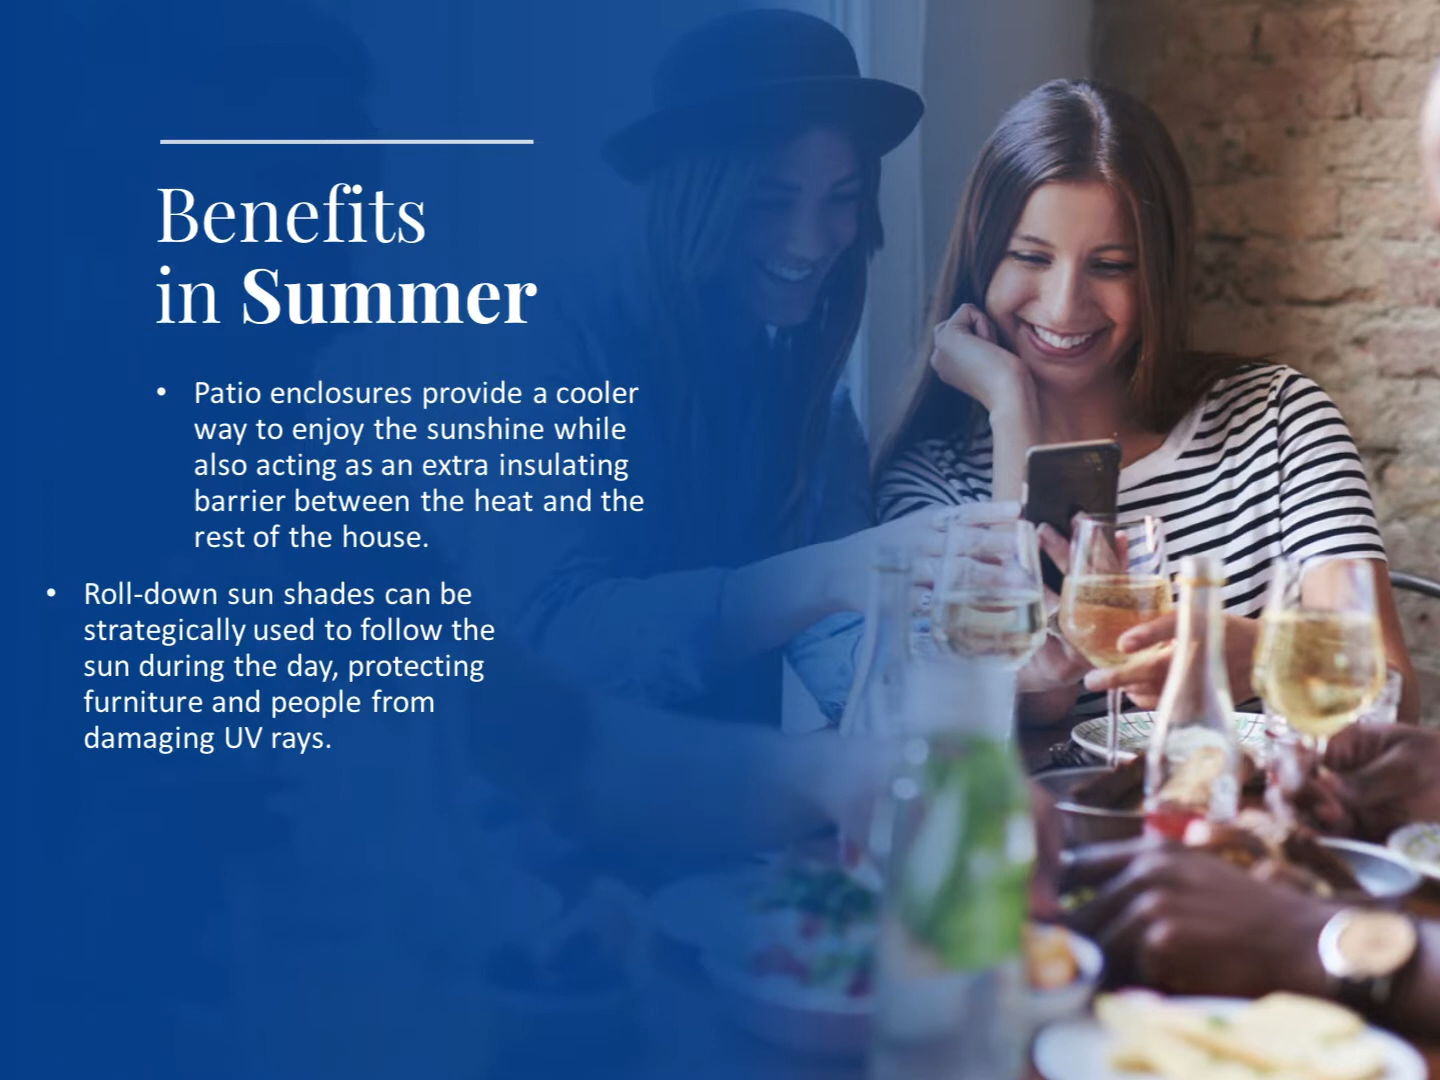 Benefits
in Summer
• Patio enclosures provide a cooler
way to enjoy the sunshine while
also acting as an extra insulating
barrier between the heat and the
rest of the house.
• Roll-down sun shades can be
strategically used to follow the
sun during the day, protecting
furniture and people from
damaging UV rays.